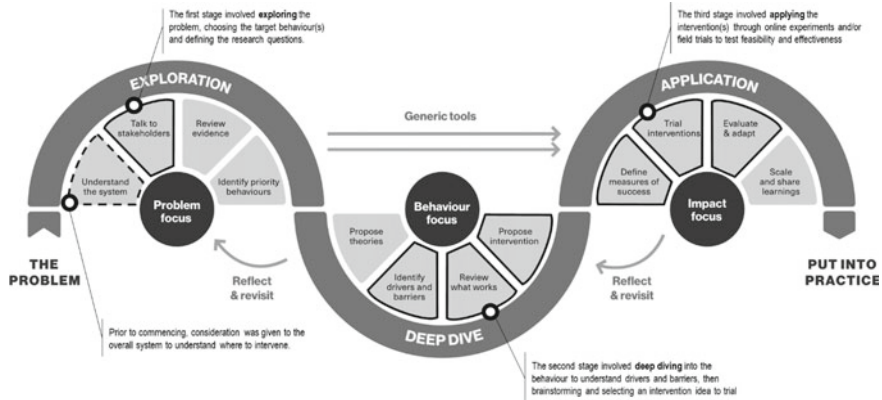 The first stage involved exploring the
problem, choosing the target behaviour(s)
and defining the research questions.
The third stage involved applying the
intervention(s) through online experiments and/or
field trials to test feasibility and effectiveness
EXPLORATION
Talk to
stakeholders
Review
evidence
Understand
the system
Identify priority
behaviours
Problem
focus
Generic tools
APPLICATION
Trial
interventions
Evaluate
& adapt
Define
measures of
success
Scale
and share
learnings
Impact
focus
Behaviour
focus
Propose
theories
Propose
intervention
Identify
drivers and
barriers
Review
what works
DEEP DIVE
THE
PROBLEM
Reflect
& revisit
Reflect
& revisit
PUT INTO
PRACTICE
Prior to commencing, consideration was given to the
overall system to understand where to intervene.
The second stage involved deep diving into the
behaviour to understand drivers and barriers, then
brainstorming and selecting an intervention idea to trial